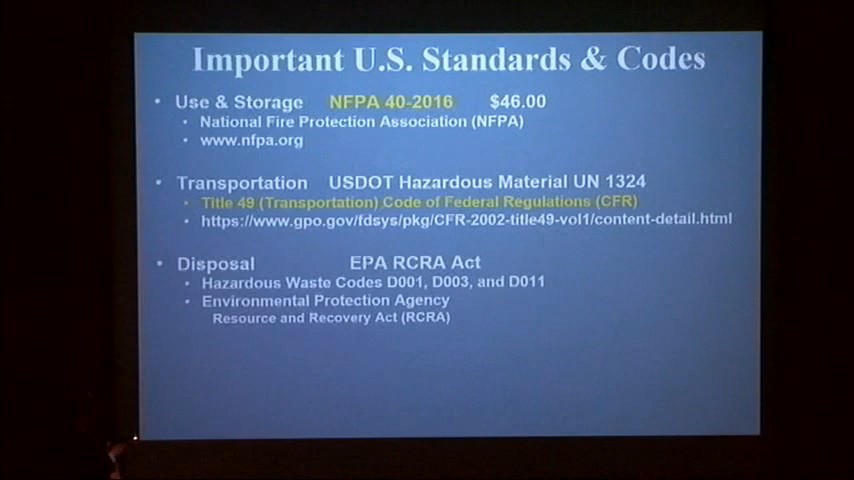 Important U.S. Standards & Codes
• Use & Storage NFPA 40-2016 $46.00
• National Fire Protection Association (NFPA)
• www.nfpa.org
• Transportation USDOT Hazardous Material UN 1324
• Title 49 (Transportation) Code of Federal Regulations (CFR)
• https://www.gpo.gov/fdsys/pkg/CFR-2002-title49-vol1/content-detail.html
• Disposal EPA RCRA Act
• Hazardous Waste Codes D001, D003, and D011
• Environmental Protection Agency
Resource and Recovery Act (RCRA)